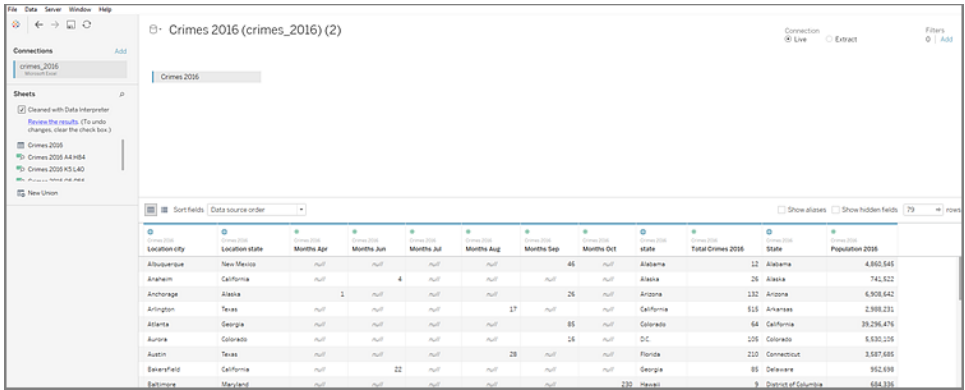 File Data Server Window Help
Crimes 2016 (crimes_2016) (2)
Connection
Live Extract
Filters
0 | Add
Connections Add
crimes_2016
Microsoft Excel
Sheets
Cleaned with Data Interpreter
Review the results. (To undo
changes, clear the check box.)
Crimes 2016
Crimes 2016 A4:H84
Crimes 2016 K5:L40
New Union
Crimes 2016
Sort fields Data source order Show aliases Show hidden fields 79 rows
Crimes 2016 Crimes 2016 Crimes 2016 Crimes 2016 Crimes 2016 Crimes 2016 Crimes 2016 Crimes 2016 Crimes 2016 Crimes 2016 Crimes 2016 Crimes 2016
Location city Location state Months Apr Months Jun Months Jul Months Aug Months Sep Months Oct state Total Crimes 2016 State Population 2016
Albuquerque New Mexico null null null null 46 null Alabama 12 Alabama 4,860,545
Anaheim California null 4 null null null Alaska 26 Alaska 741,522
Anchorage Alaska 1 null null null 26 null Arizona 132 Arizona 6,908,642
Arlington Texas null null null 17 null null California 515 Arkansas 2,988,231
Atlanta Georgia null null null null 85 null Colorado 64 California 39,296,476
Aurora Colorado null null null null 16 null D.C. 105 Colorado 5,530,105
Austin Texas null null null 28 null null Florida 210 Connecticut 3,587,685
Bakersfield California null 22 null null null null Georgia 85 Delaware 952,698
Baltimore Maryland null null null null null 230 Hawaii 9 District of Columbia 684,336